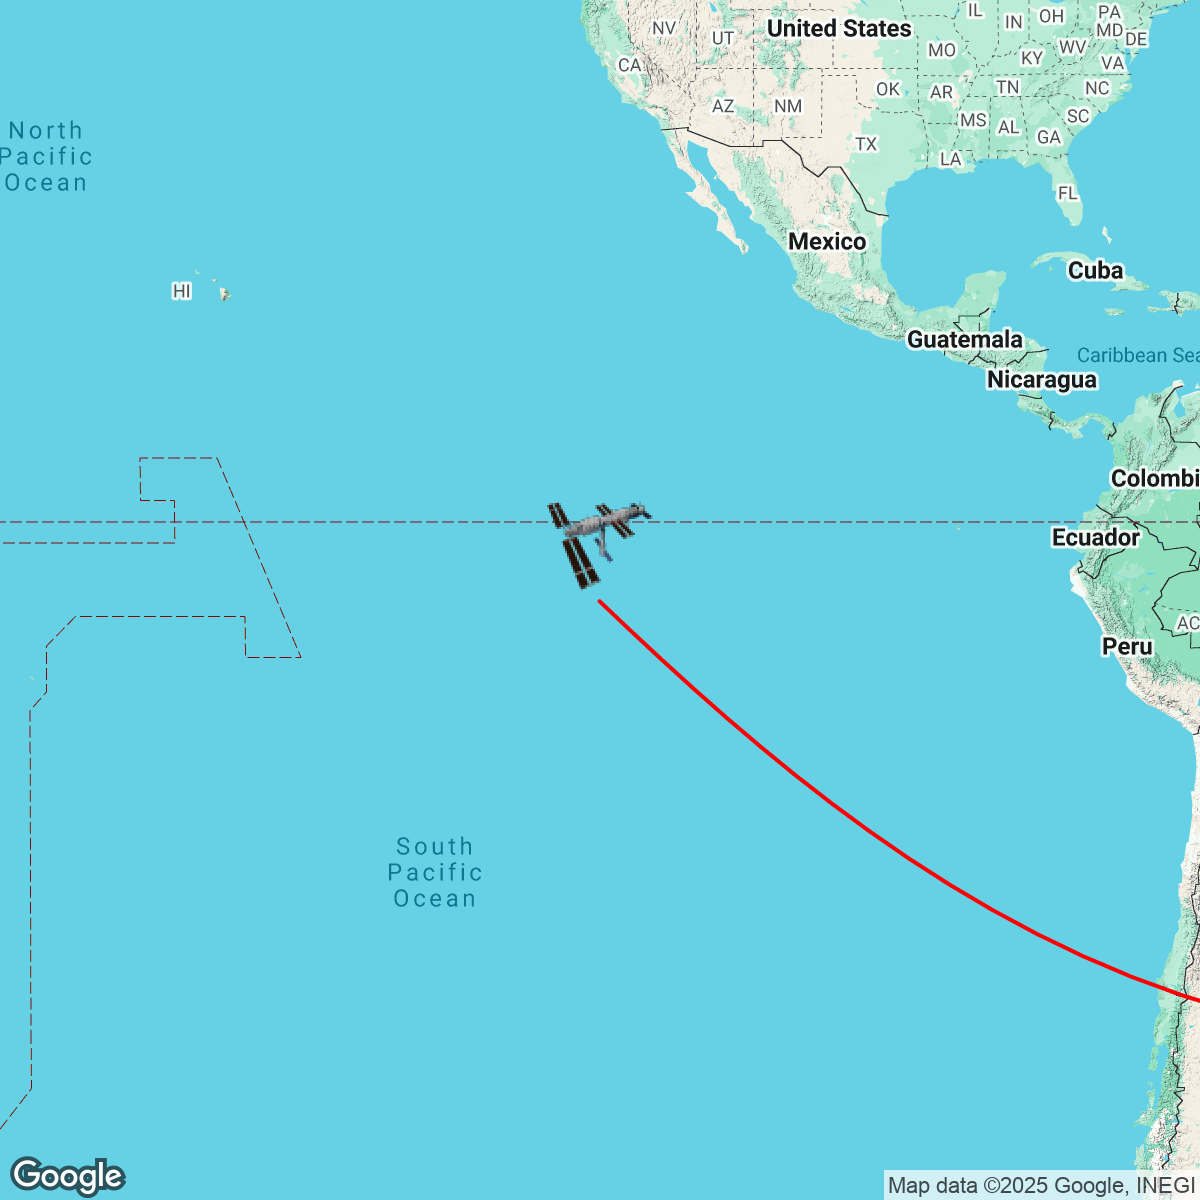 IL
IN
OH
PA
NV
UT
United States
MD
DE
MO
WV
KY
CA
VA
OK
AR
TN
NC
AZ
NM
MS
AL
SC
GA
North
Pacific
Ocean
TX
LA
FL
Mexico
Cuba
HI
Guatemala
Caribbean Sea
Nicaragua
Colombi
Ecuador
AC
Peru
South
Pacific
Ocean
Google
Map data ©2025 Google, INEGI